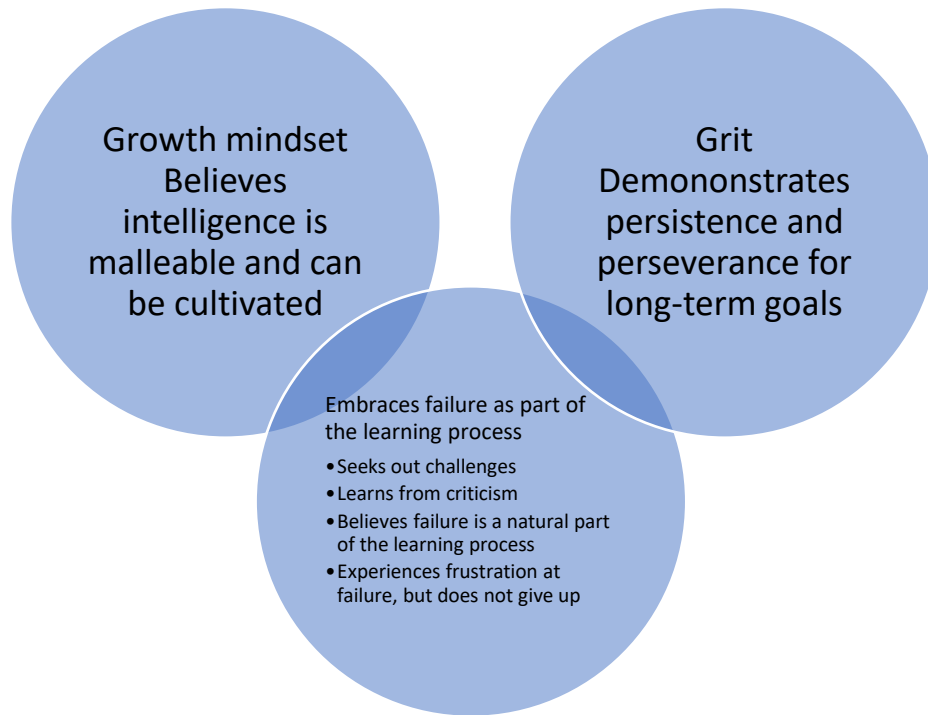 Growth mindset
Believes
intelligence is
malleable and can
be cultivated
Grit
Demononstrates
persistence and
perseverance for
long-term goals
Embraces failure as part of
the learning process
•Seeks out challenges
•Learns from criticism
•Believes failure is a natural part
of the learning process
•Experiences frustration at
failure, but does not give up